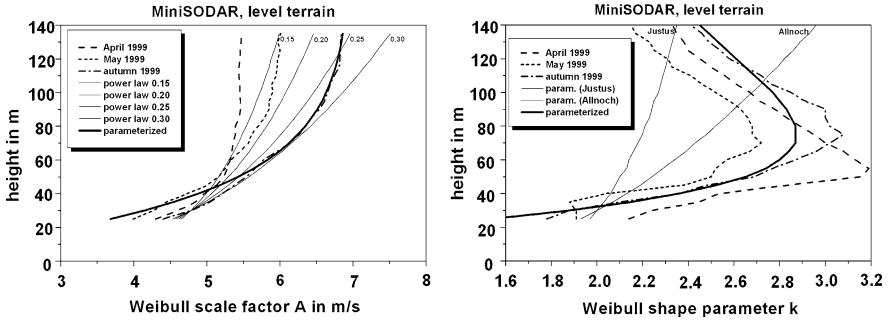 MiniSODAR, level terrain
140
120
100
80
60
40
20
0
height in m
April 1999
May 1999
autumn 1999
power law 0.15
power law 0.20
power law 0.25
power law 0.30
parameterized
0.15
0.20
0.25
0.30
3
4
5
6
7
8
Weibull scale factor A in m/s
MiniSODAR, level terrain
140
120
100
80
60
40
20
0
height in m
Justus
Allnoch
April 1999
May 1999
autumn 1999
param. (Justus)
param. (Allnoch)
parameterized
1.6
2.0
2.2
2.4
2.6
2.8
3.0
3.2
Weibull shape parameter k